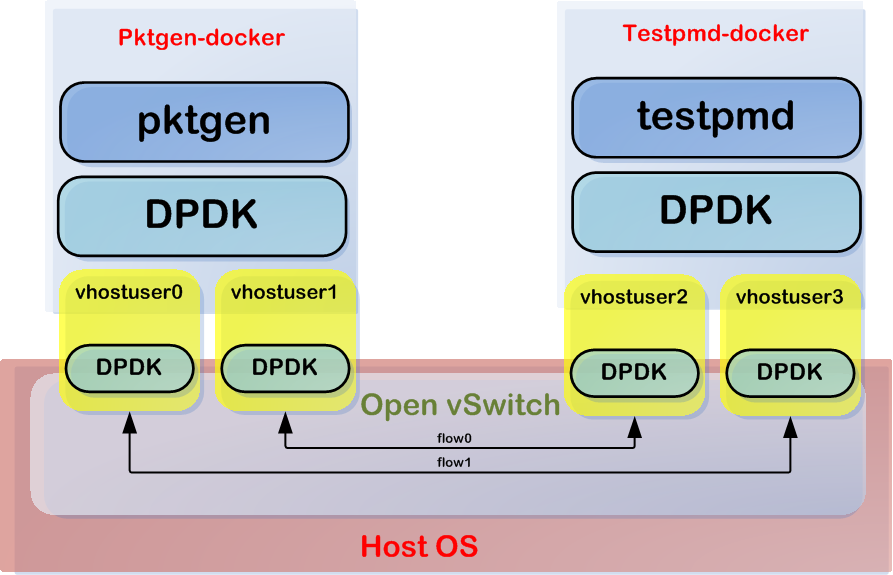 Pktgen-docker
Testpmd-docker
pktgen
testpmd
DPDK
DPDK
vhostuser0
vhostuser1
vhostuser2
vhostuser3
DPDK
DPDK
DPDK
DPDK
Open vSwitch
flow0
flow1
Host OS